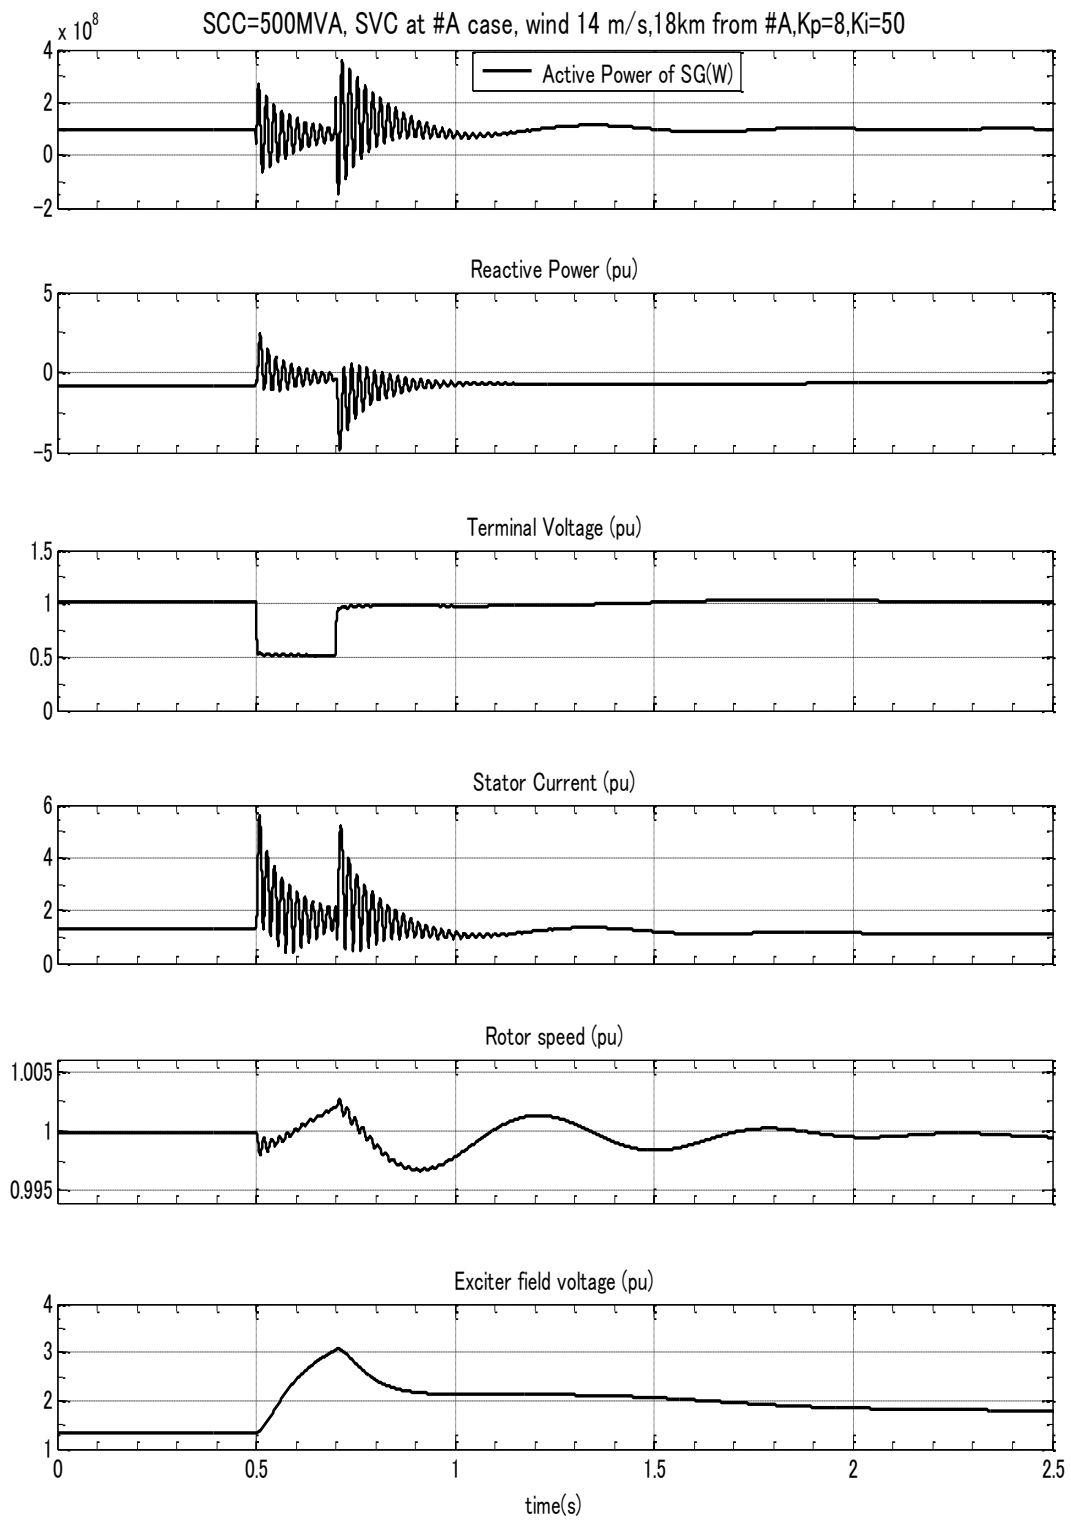 SCC=500MVA, SVC at #A case, wind 14 m/s,18km from #A,Kp=8,Ki=50
x 10^8
4
2
0
-2
Active Power of SG(W)
Reactive Power (pu)
5
0
-5
Terminal Voltage (pu)
1.5
1
0.5
0
Stator Current (pu)
6
4
2
0
Rotor speed (pu)
1.005
1
0.995
Exciter field voltage (pu)
4
3
2
1
0 0.5 1 1.5 2 2.5
time(s)